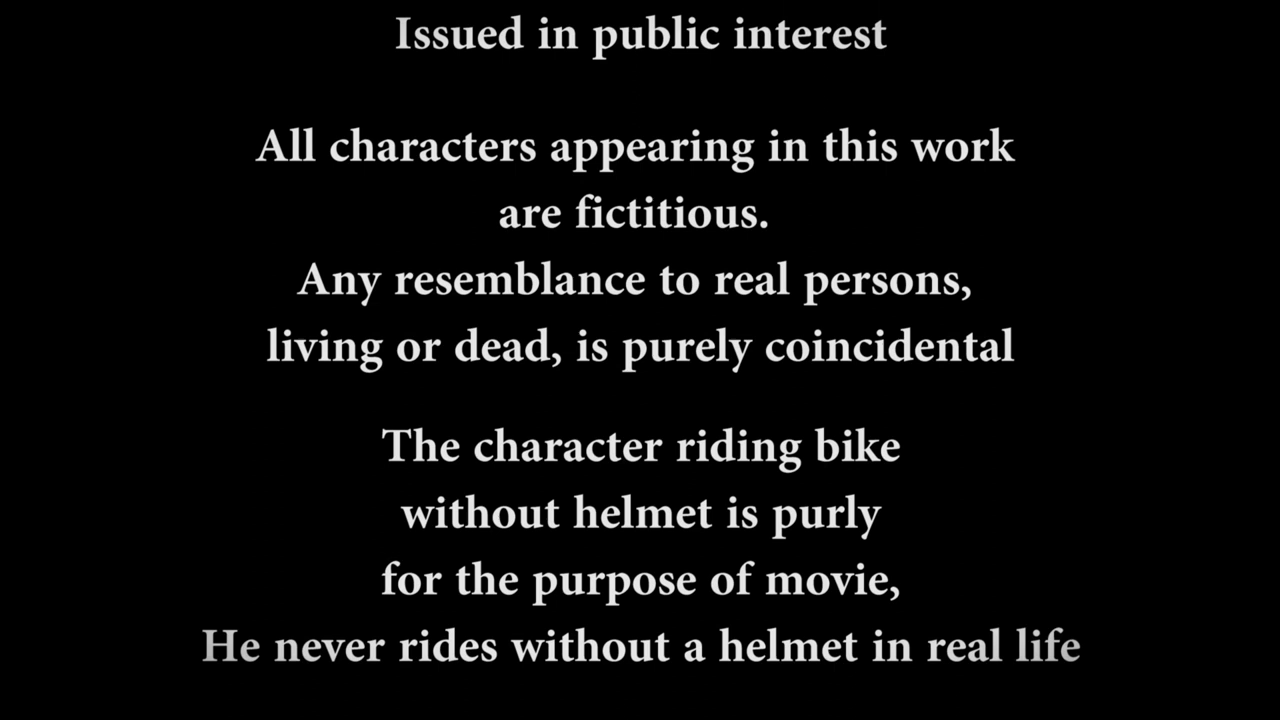 Issued in public interest
All characters appearing in this work
are fictitious.
Any resemblance to real persons,
living or dead, is purely coincidental
The character riding bike
without helmet is purly
for the purpose of movie,
He never rides without a helmet in real life